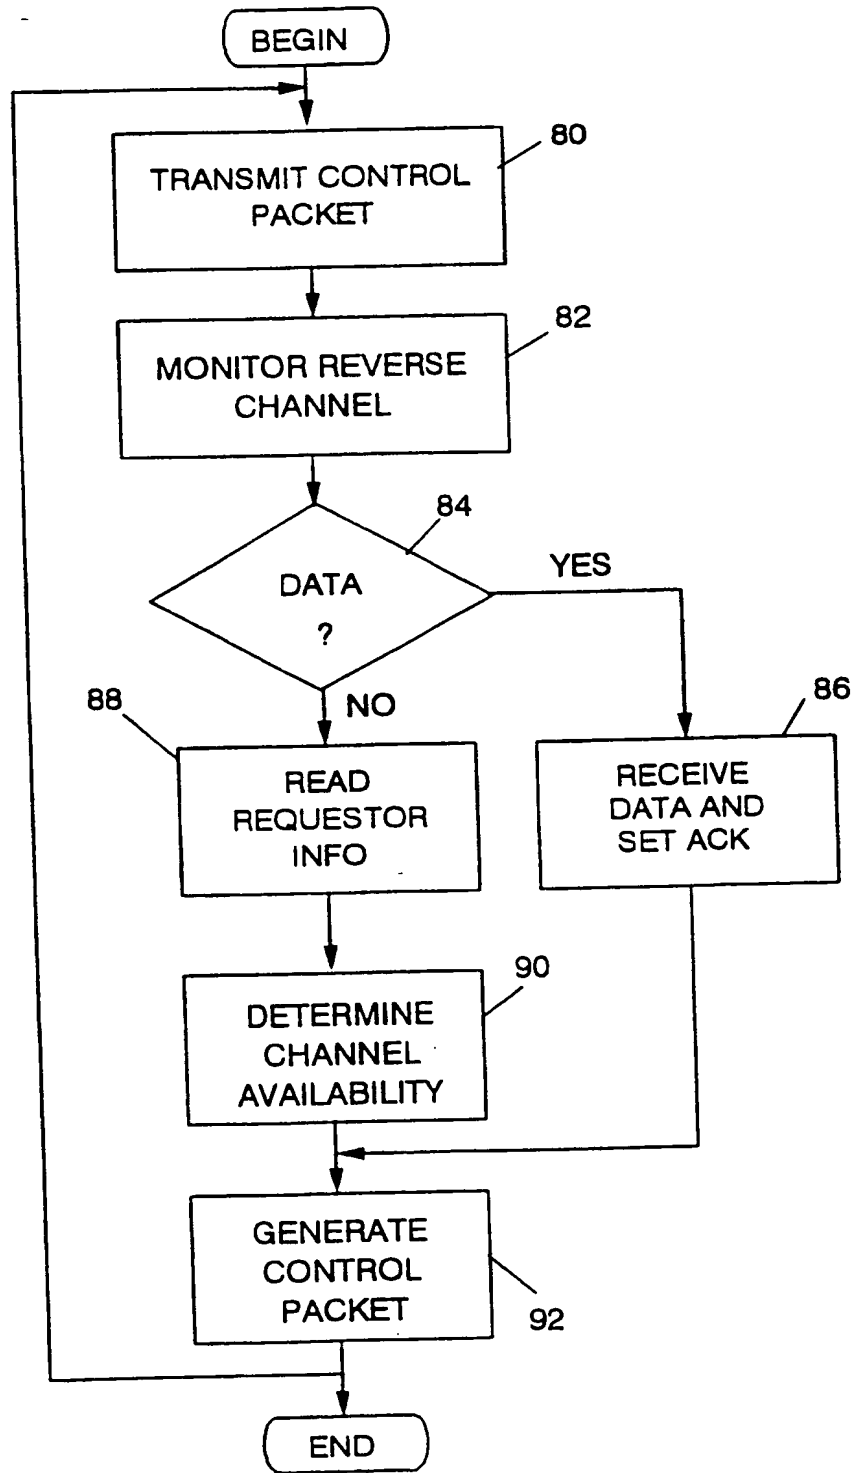 BEGIN
80
TRANSMIT CONTROL
PACKET
82
MONITOR REVERSE
CHANNEL
84
DATA
?
YES
NO
88
READ
REQUESTOR
INFO
86
RECEIVE
DATA AND
SET ACK
90
DETERMINE
CHANNEL
AVAILABILITY
GENERATE
CONTROL
PACKET
92
END